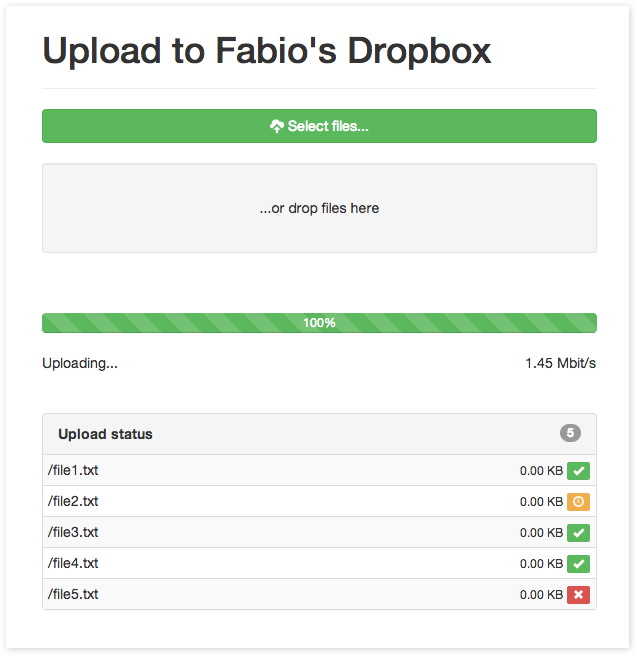 Upload to Fabio's Dropbox
Select files...
...or drop files here
100%
Uploading... 1.45 Mbit/s
Upload status 5
/file1.txt 0.00 KB
/file2.txt 0.00 KB
/file3.txt 0.00 KB
/file4.txt 0.00 KB
/file5.txt 0.00 KB